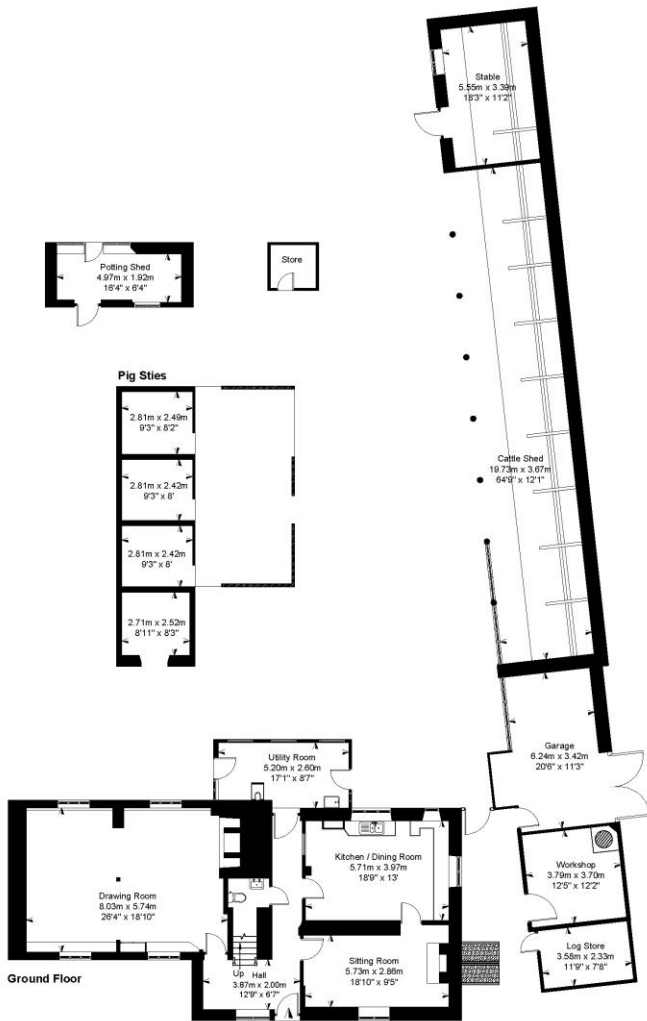 Stable
5.55m x 3.39m
18'3" x 11'2"
Potting Shed
4.97m x 1.92m
16'4" x 6'4"
Store
Pig Sties
2.81m x 2.49m
9'3" x 8'2"
2.81m x 2.42m
9'3" x 8'
2.81m x 2.42m
9'3" x 8'
2.71m x 2.52m
8'11" x 8'3"
Cattle Shed
19.73m x 3.67m
64'9" x 12'1"
Garage
6.24m x 3.42m
20'6" x 11'3"
Utility Room
5.20m x 2.60m
17'1" x 8'7"
Kitchen / Dining Room
5.71m x 3.97m
18'9" x 13'
Workshop
3.79m x 3.70m
12'5" x 12'2"
Drawing Room
8.03m x 5.74m
26'4" x 18'10"
Log Store
3.58m x 2.33m
11'9" x 7'8"
Sitting Room
5.73m x 2.86m
18'10" x 9'5"
Up
Hall
3.87m x 2.00m
12'9" x 6'7"
Ground Floor